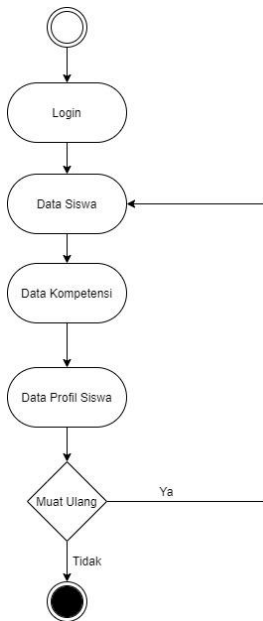 Login
Data Siswa
Data Kompetensi
Data Profil Siswa
Muat Ulang
Ya
Tidak